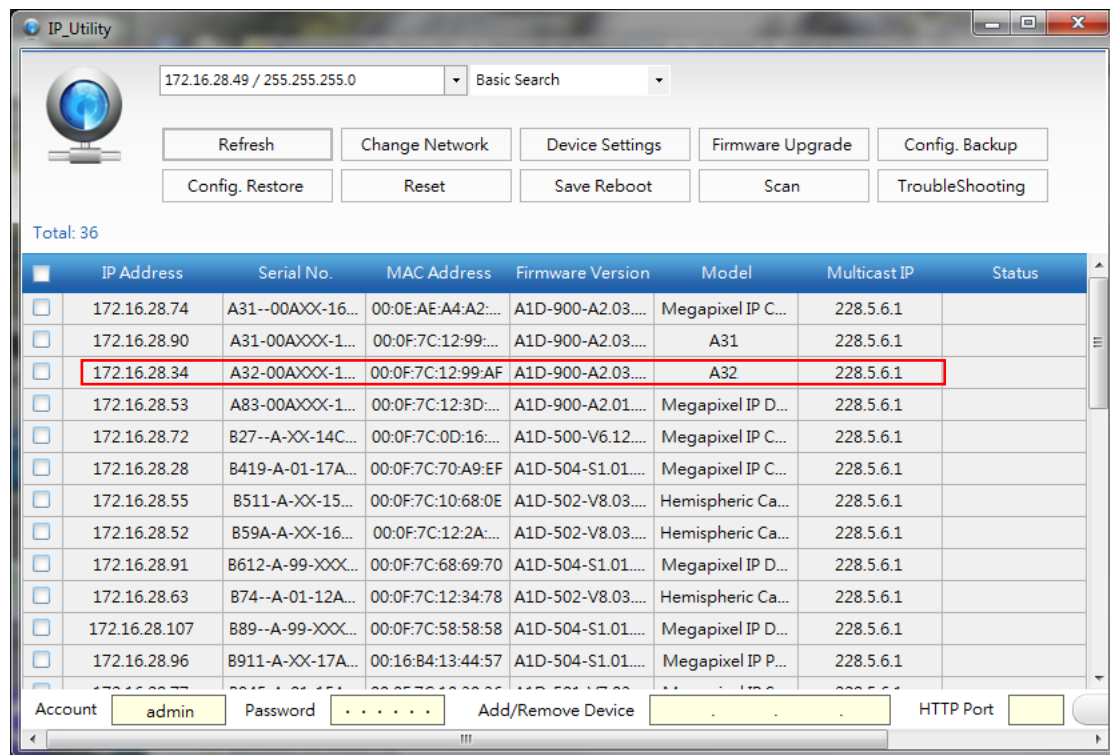 IP_Utility
172.16.28.49 / 255.255.255.0 Basic Search
Refresh Change Network Device Settings Firmware Upgrade Config. Backup
Config. Restore Reset Save Reboot Scan TroubleShooting
Total: 36
IP Address Serial No. MAC Address Firmware Version Model Multicast IP Status
172.16.28.74 A31--00AXX-16... 00:0E:AE:A4:A2:... A1D-900-A2.03.... Megapixel IP C... 228.5.6.1
172.16.28.90 A31-00AXXX-1... 00:0F:7C:12:99:... A1D-900-A2.03.... A31 228.5.6.1
172.16.28.34 A32-00AXXX-1... 00:0F:7C:12:99:AF A1D-900-A2.03.... A32 228.5.6.1
172.16.28.53 A83-00AXXX-1... 00:0F:7C:12:3D:... A1D-900-A2.01.... Megapixel IP D... 228.5.6.1
172.16.28.72 B27--A-XX-14C... 00:0F:7C:0D:16:... A1D-500-V6.12.... Megapixel IP C... 228.5.6.1
172.16.28.28 B419-A-01-17A... 00:0F:7C:70:A9:EF A1D-504-S1.01.... Megapixel IP C... 228.5.6.1
172.16.28.55 B511-A-XX-15... 00:0F:7C:10:68:0E A1D-502-V8.03.... Hemispheric Ca... 228.5.6.1
172.16.28.52 B59A-A-XX-16... 00:0F:7C:12:2A:... A1D-502-V8.03.... Hemispheric Ca... 228.5.6.1
172.16.28.91 B612-A-99-XXX... 00:0F:7C:68:69:70 A1D-504-S1.01.... Megapixel IP D... 228.5.6.1
172.16.28.63 B74--A-01-12A... 00:0F:7C:12:34:78 A1D-502-V8.03.... Hemispheric Ca... 228.5.6.1
172.16.28.107 B89--A-99-XXX... 00:0F:7C:58:58:58 A1D-504-S1.01.... Megapixel IP D... 228.5.6.1
172.16.28.96 B911-A-XX-17A... 00:16:B4:13:44:57 A1D-504-S1.01.... Megapixel IP P... 228.5.6.1
Account admin Password Add/Remove Device HTTP Port